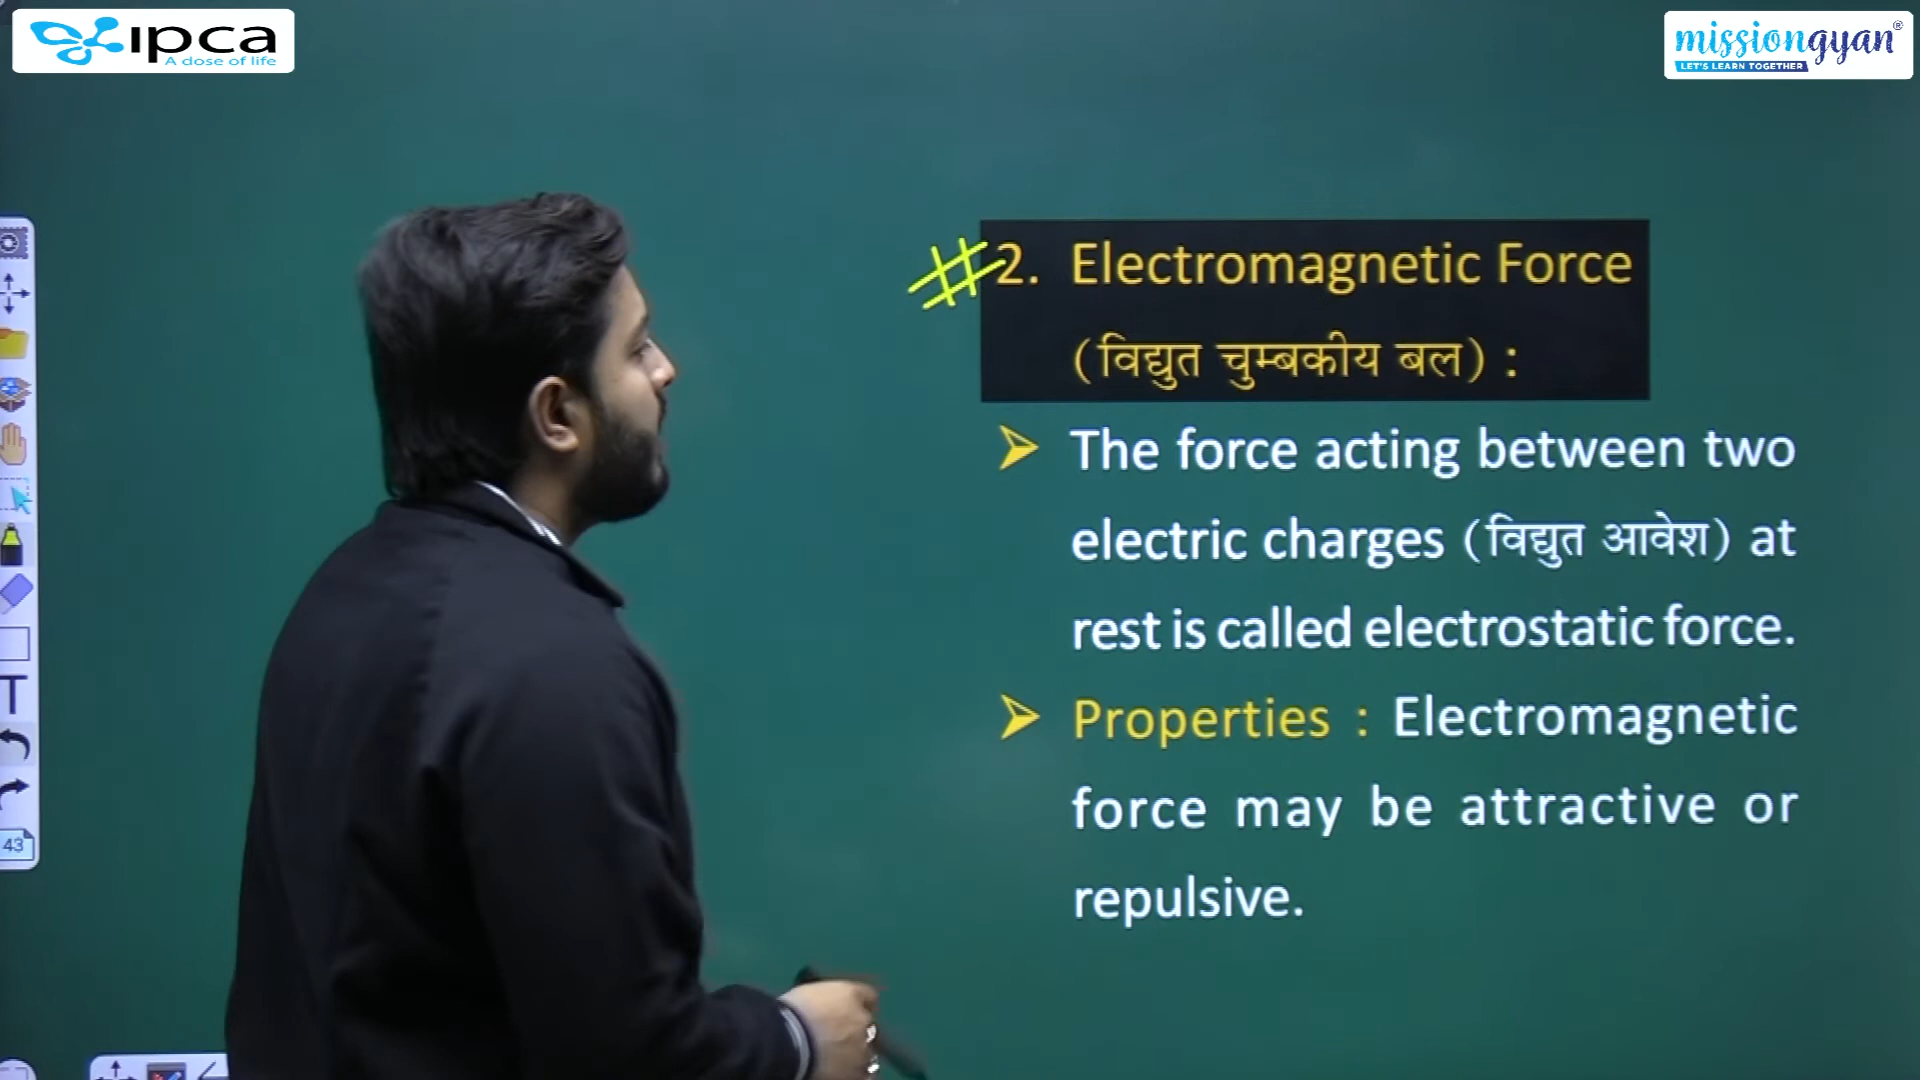 ipca
A dose of life
missiongyan®
LET'S LEARN TOGETHER
2. Electromagnetic Force
(विद्युत चुम्बकीय बल) :
➢ The force acting between two
electric charges (विद्युत आवेश) at
rest is called electrostatic force.
➢ Properties : Electromagnetic
force may be attractive or
repulsive.
T
43